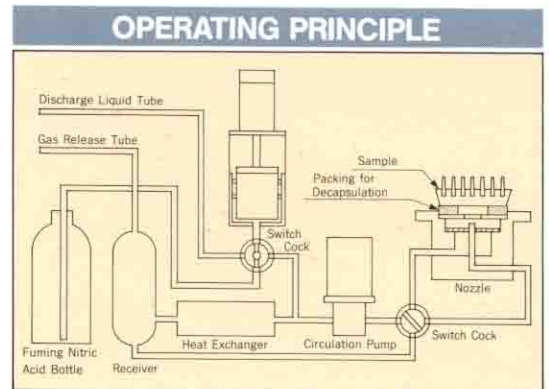 OPERATING PRINCIPLE
Discharge Liquid Tube
Gas Release Tube
Sample
Packing for
Decapsulation
Switch
Cock
Nozzle
Switch Cock
Heat Exchanger
Circulation Pump
Fuming Nitric
Acid Bottle
Receiver